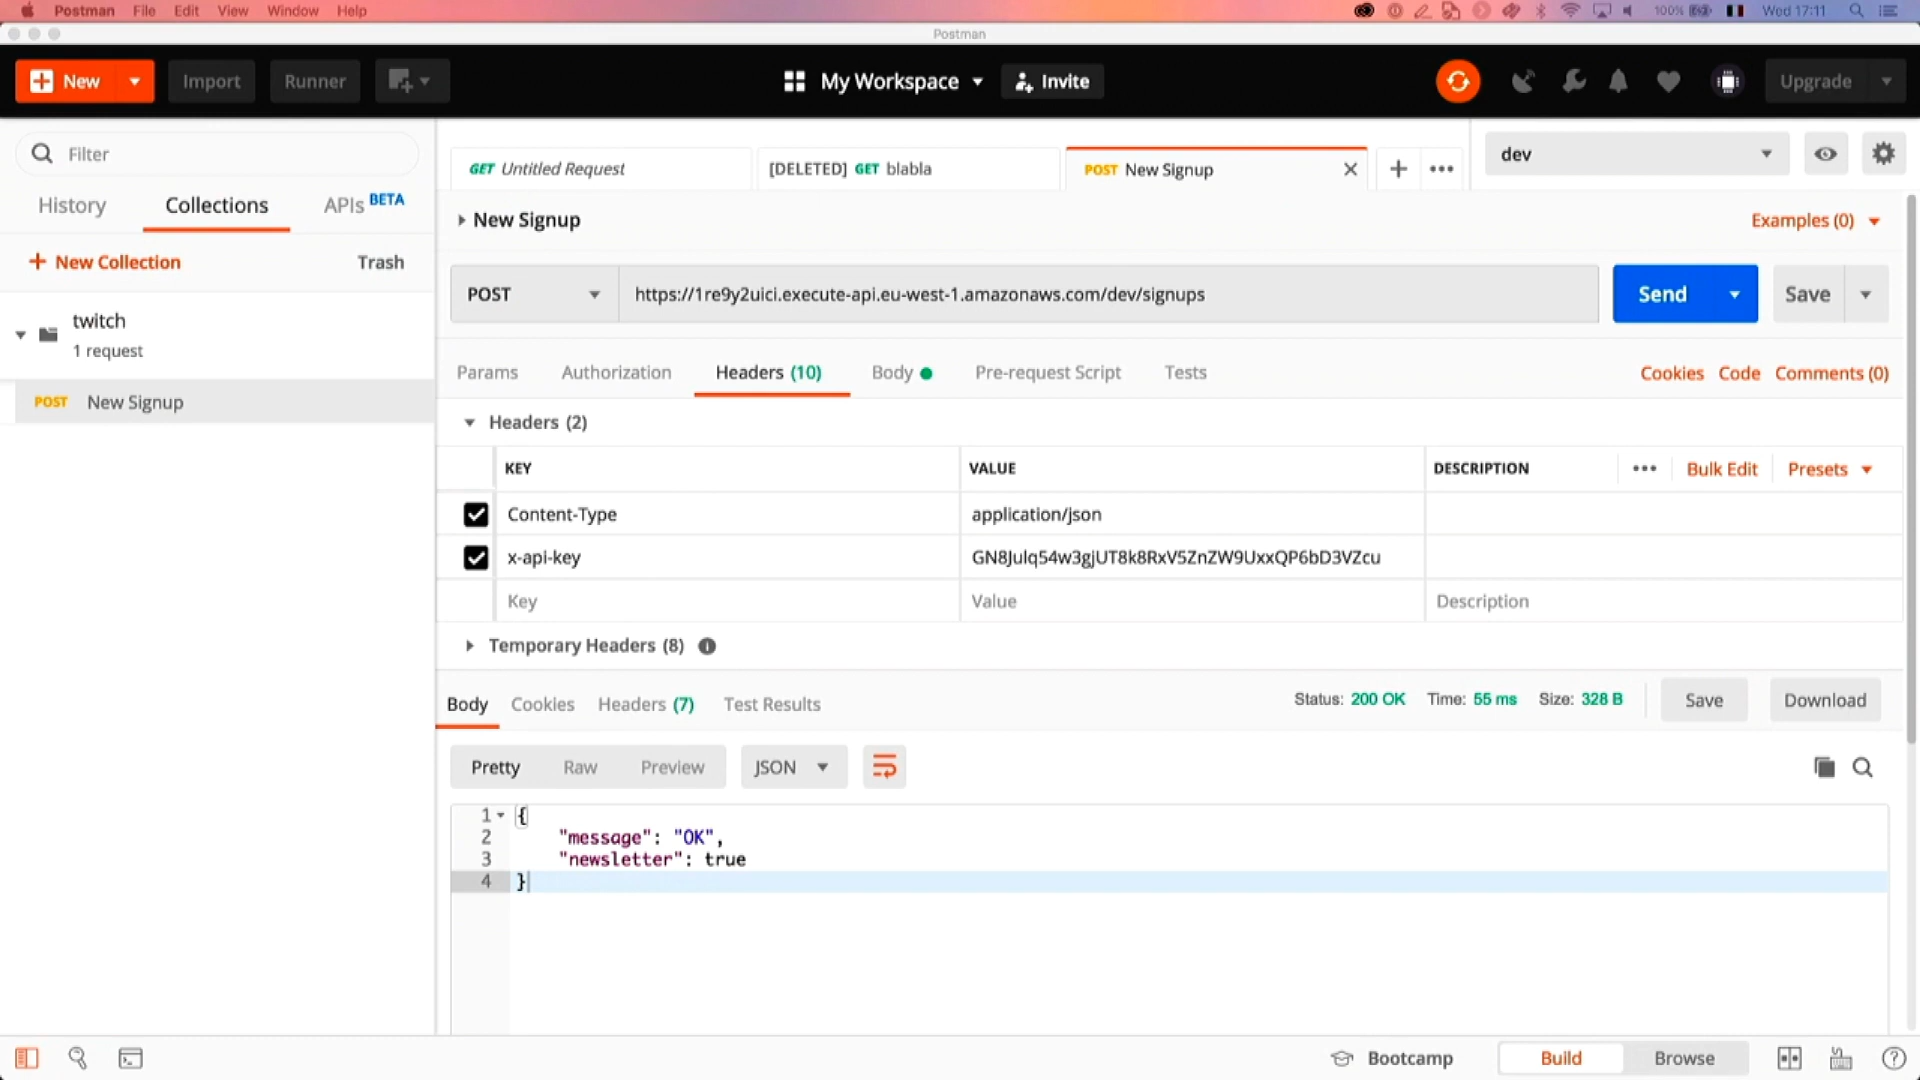 Postman File Edit View Window Help 100% Wed 17:11
Postman
New Import Runner My Workspace Invite Upgrade
Filter
History Collections APIs BETA
+ New Collection Trash
twitch
1 request
POST New Signup
GET Untitled Request [DELETED] GET blabla POST New Signup dev
New Signup Examples (0)
POST https://1re9y2uici.execute-api.eu-west-1.amazonaws.com/dev/signups Send Save
Params Authorization Headers (10) Body Pre-request Script Tests Cookies Code Comments (0)
Headers (2)
KEY VALUE DESCRIPTION Bulk Edit Presets
Content-Type application/json
x-api-key GN8Julq54w3gjUT8k8RxV5ZnZW9UxxQP6bD3VZcu
Key Value Description
Temporary Headers (8)
Body Cookies Headers (7) Test Results Status: 200 OK Time: 55 ms Size: 328 B Save Download
Pretty Raw Preview JSON
1 {
2 "message": "OK",
3 "newsletter": true
4 }
Bootcamp Build Browse